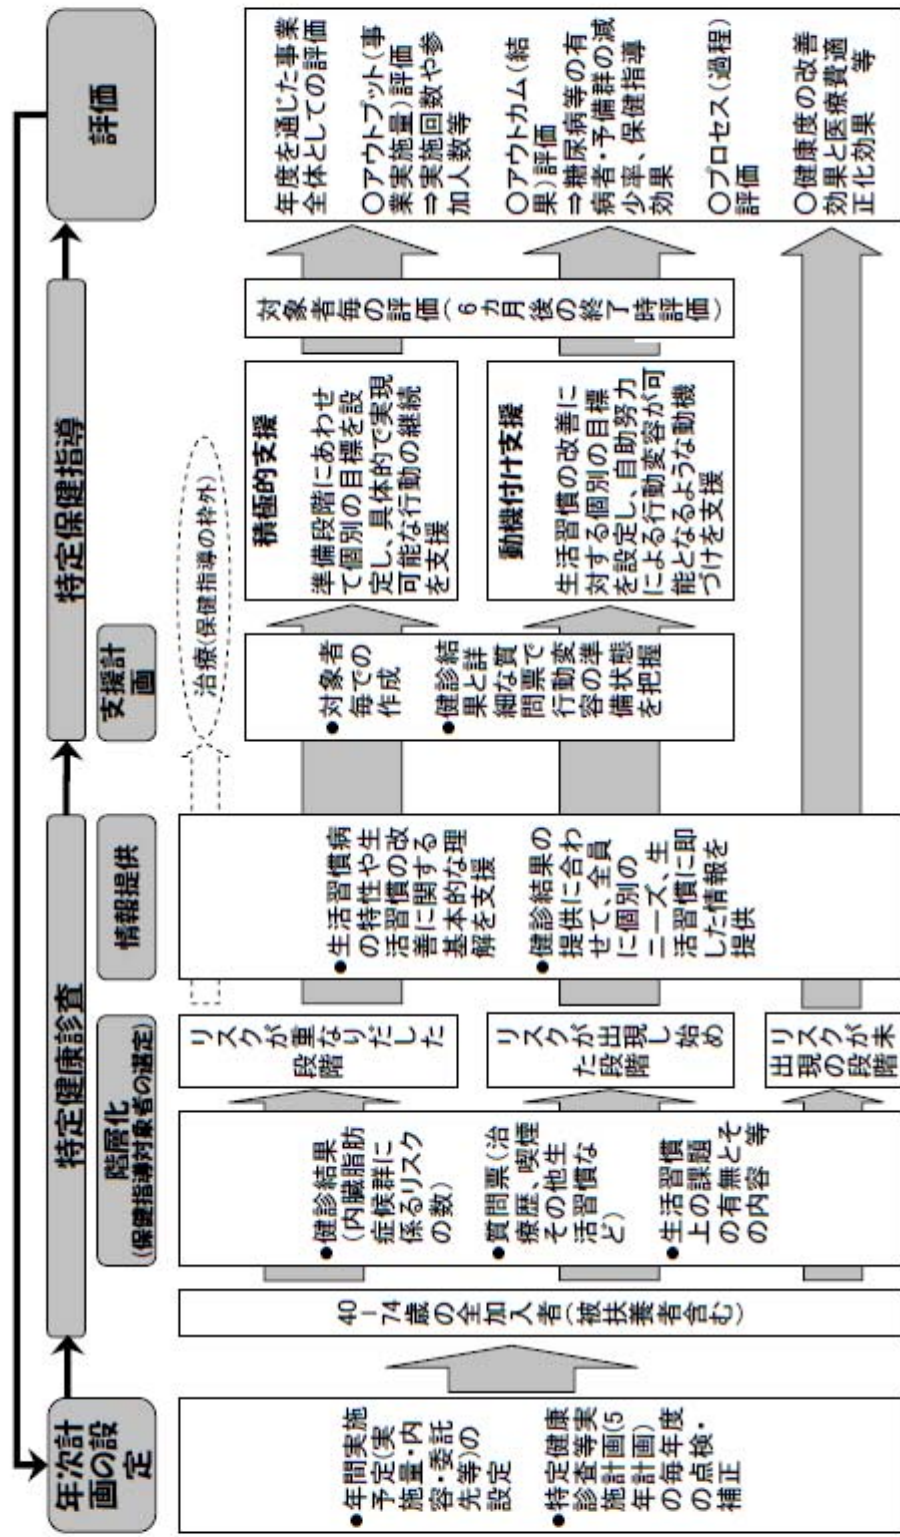 年次計
画の設
定
特定健康診査
特定保健指導
評価
階層化
(保健指導対象者の選定)
情報提供
支援計
画
●年間実施
予定(実
施量・内
容・委託
先等)の
設定
●特定健康
診査等実
施計画(5
年計画)
の毎年度
の点検・
補正
40-74歳の全加入者(被扶養者含む)
●健診結果
(内臓脂肪
症候群に
係るリスク
の数)
●質問票(治
療歴、喫煙
その他生
活習慣な
ど)
●生活習慣
上の課題
の有無とそ
の内容 等
リスクが重なりだした
段階
リスクが出現し始め
た段階
リスクが未
出現の段階
●生活習慣病
の特性や生
活習慣の改
善に関する
基本的な理
解を支援
●健診結果の
提供に合わ
せて、全員
に個別の
ニーズ、生
活習慣に即
した情報を
提供
治療(保健指導の枠外)
●対象者
毎での
作成
●健診結
果と詳
細な質
問票で
行動変
容の準
備状態
を把握
積極的支援
準備段階にあわせ
て個別の目標を設
定し、具体的で実現
可能な行動の継続
を支援
動機付け支援
生活習慣の改善に
対する個別の目標
を設定し、自助努力
による行動変容が可
能となるような動機
づけを支援
対象者毎の評価(6カ月後の終了時評価)
年度を通じた事業
全体としての評価
〇アウトプット(事
業実施量)評価
⇒実施回数や参
加人数等
〇アウトカム(結
果)評価
⇒糖尿病等の有
病者・予備群の減
少率、保健指導
効果
〇プロセス(過程)
評価
〇健康度の改善
効果と医療費適
正化効果 等